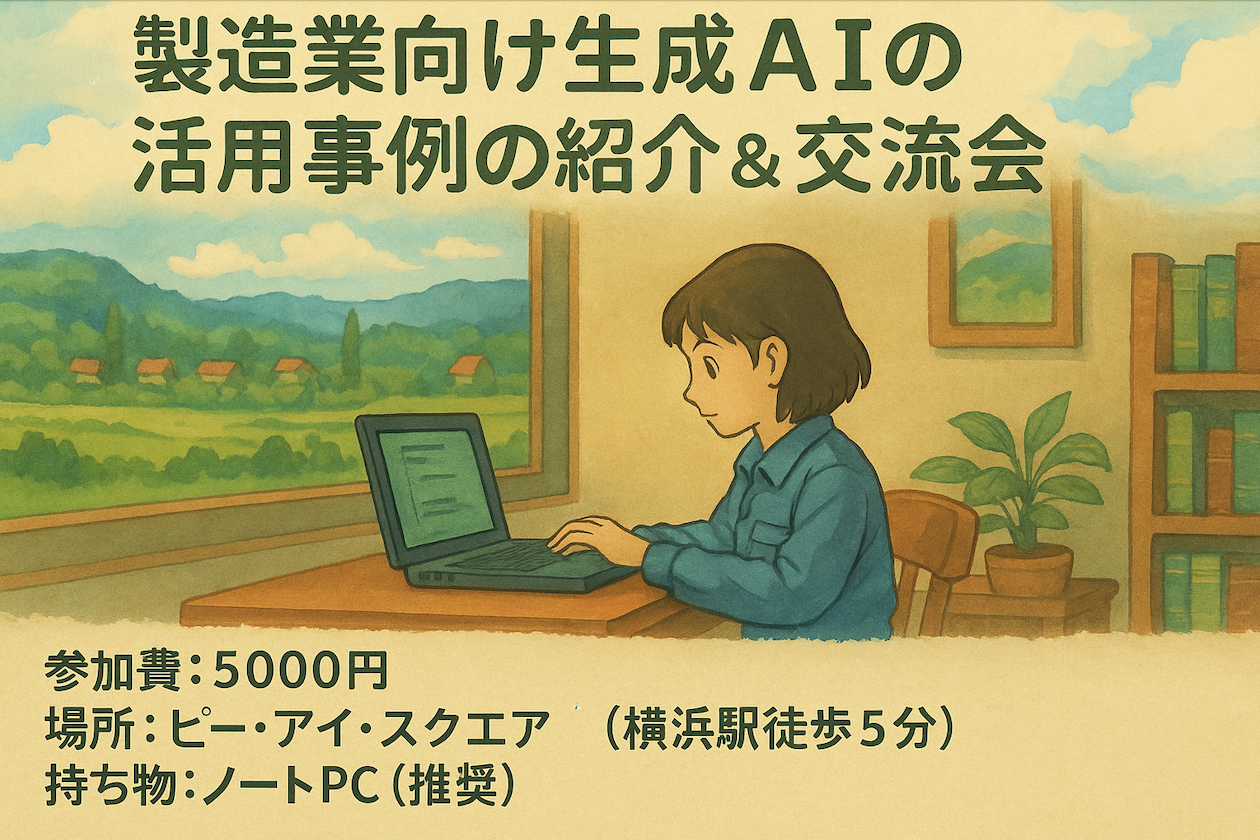 製造業向け生成AIの
活用事例の紹介&交流会
参加費：5000円
場所：ピー・アイ・スクエア　（横浜駅徒歩5分）
持ち物：ノートPC（推奨）